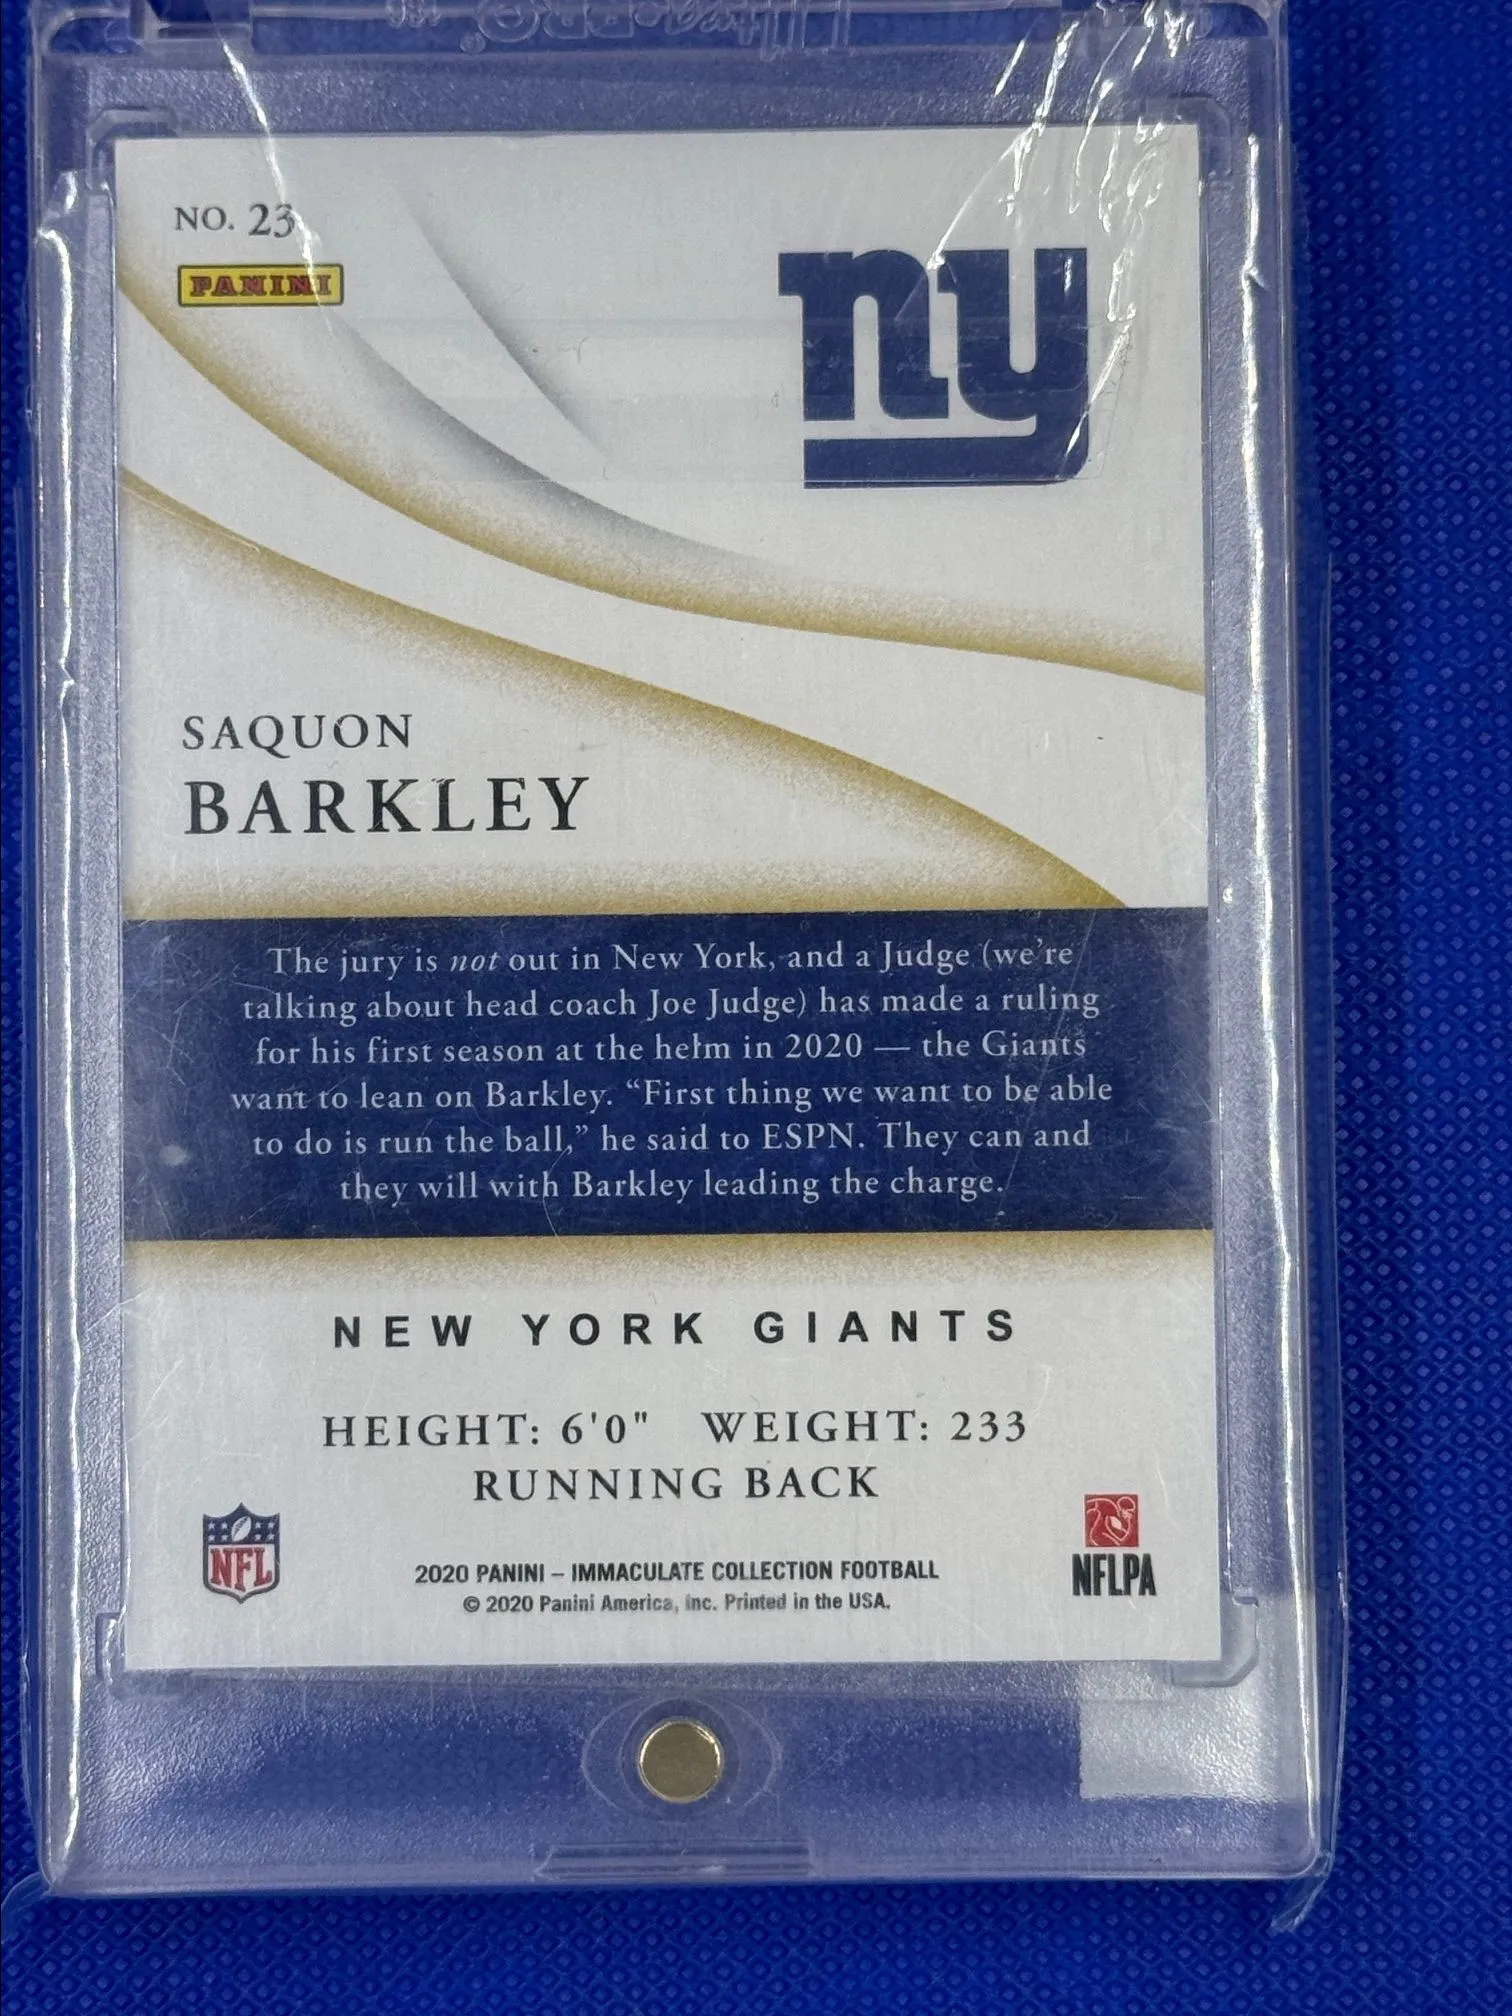 Ultra·PRO®
NO. 23
PANINI
ny
SAQUON
BARKLEY
The jury is not out in New York, and a Judge (we're
talking about head coach Joe Judge) has made a ruling
for his first season at the helm in 2020 — the Giants
want to lean on Barkley. “First thing we want to be able
to do is run the ball,” he said to ESPN. They can and
they will with Barkley leading the charge.
NEW YORK GIANTS
HEIGHT: 6'0" WEIGHT: 233
RUNNING BACK
NFL
NFLPA
2020 PANINI – IMMACULATE COLLECTION FOOTBALL
© 2020 Panini America, Inc. Printed in the USA.